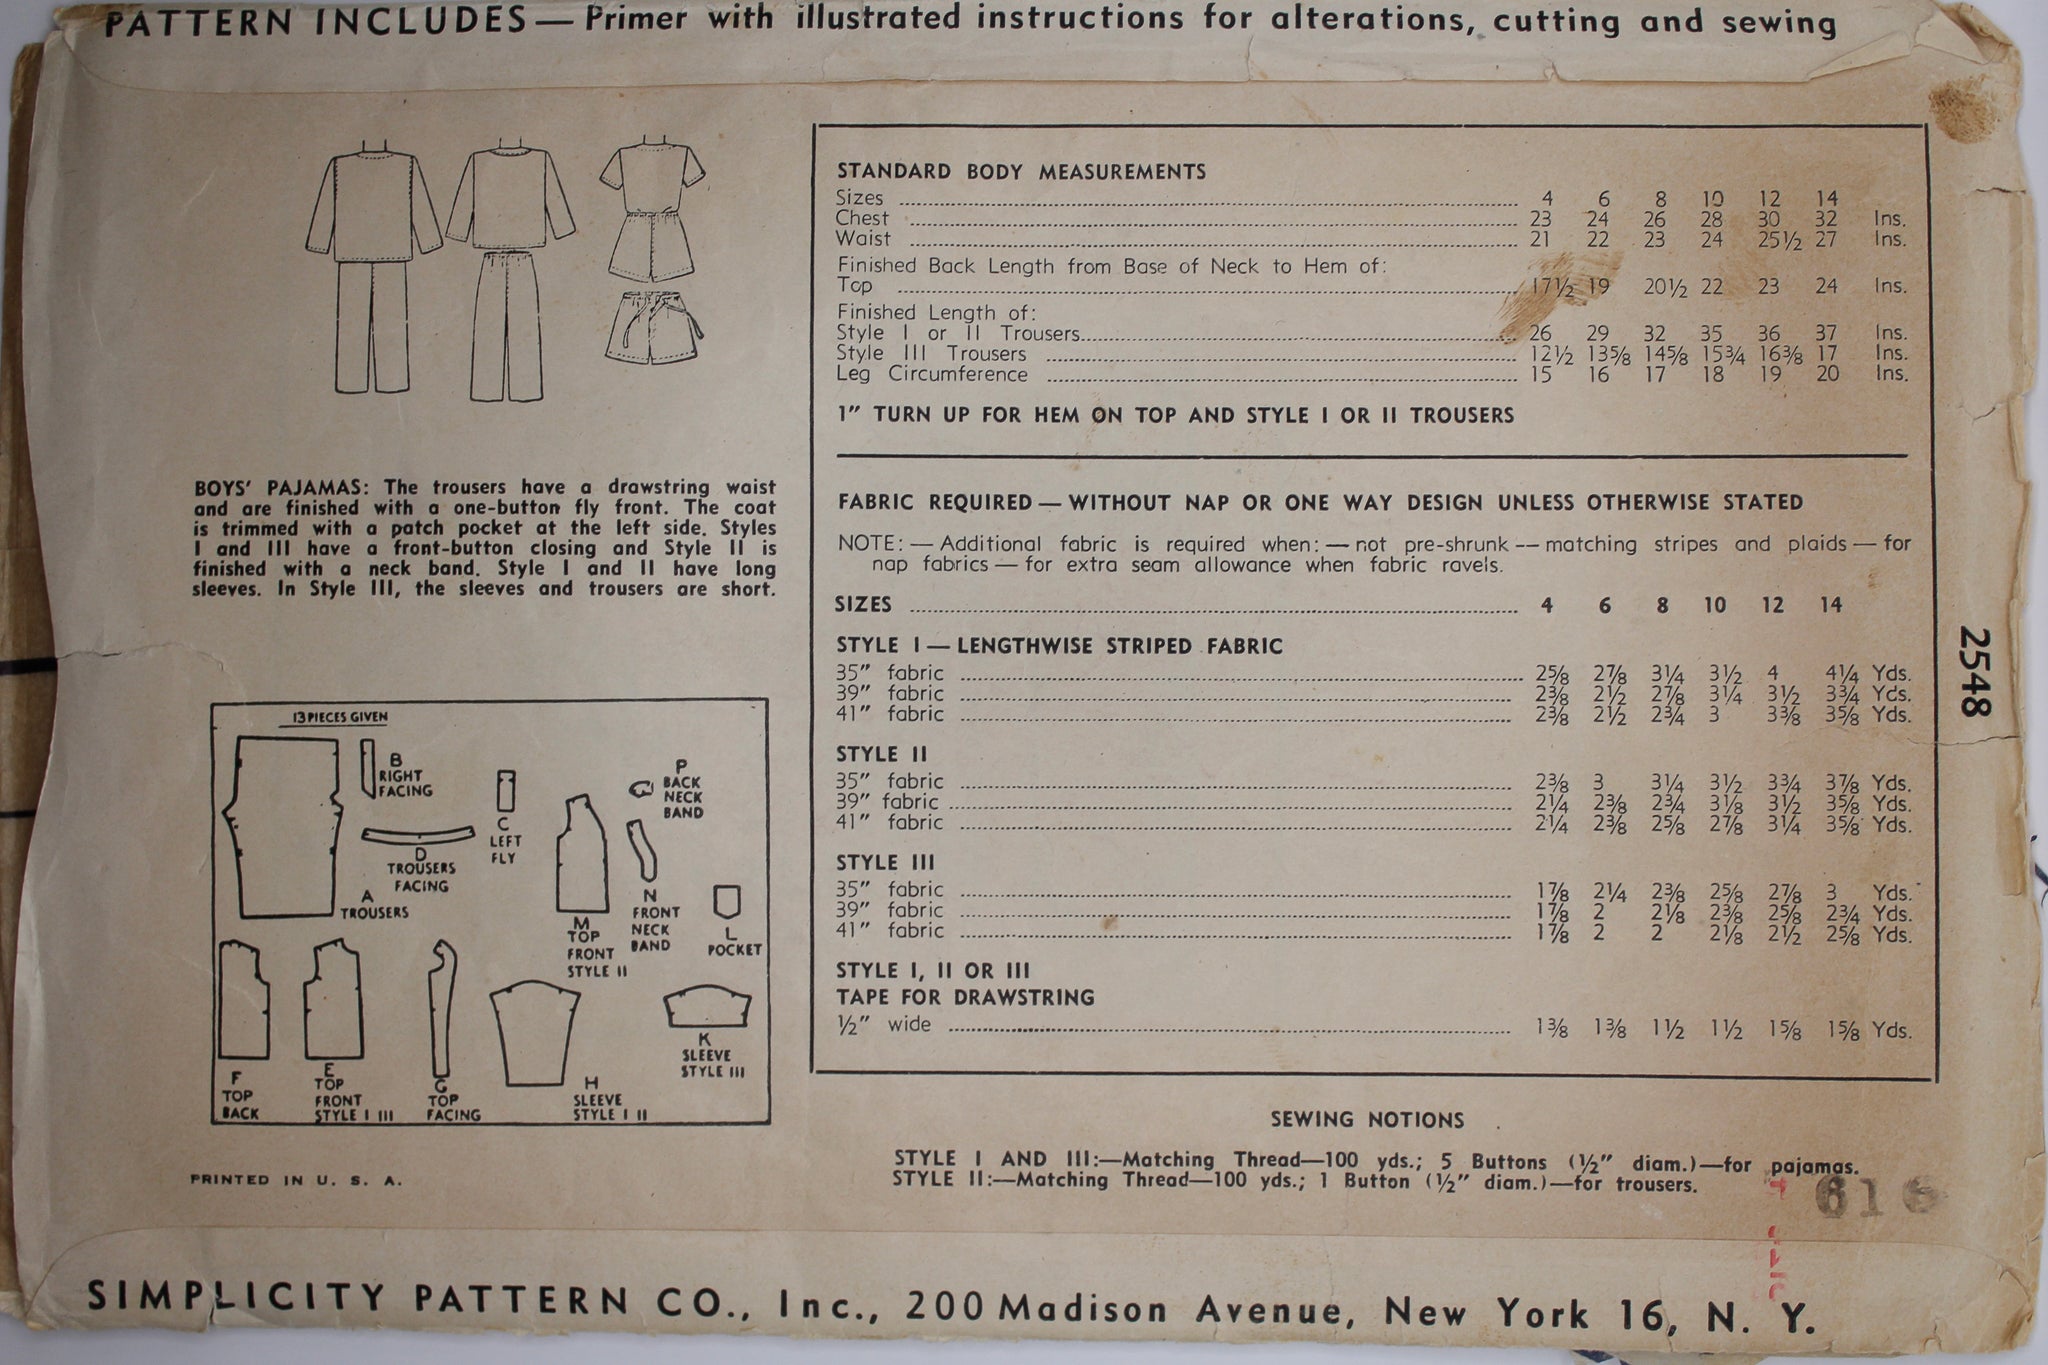 PATTERN INCLUDES — Primer with illustrated instructions for alterations, cutting and sewing
BOYS' PAJAMAS: The trousers have a drawstring waist
and are finished with a one-button fly front. The coat
is trimmed with a patch pocket at the left side. Styles
I and III have a front-button closing and Style II is
finished with a neck band. Style I and II have long
sleeves. In Style III, the sleeves and trousers are short.
13 PIECES GIVEN
B
RIGHT
FACING
C
LEFT
FLY
P
BACK
NECK
BAND
D
TROUSERS
FACING
A
TROUSERS
M
TOP
FRONT
STYLE II
N
FRONT
NECK
BAND
L
POCKET
F
TOP
BACK
E
TOP
FRONT
STYLE I III
G
TOP
FACING
H
SLEEVE
STYLE I II
K
SLEEVE
STYLE III
PRINTED IN U. S. A.
STANDARD BODY MEASUREMENTS
Sizes 4 6 8 10 12 14
Chest 23 24 26 28 30 32 Ins.
Waist 21 22 23 24 25½ 27 Ins.
Finished Back Length from Base of Neck to Hem of:
Top 17½ 19 20½ 22 23 24 Ins.
Finished Length of:
Style I or II Trousers 26 29 32 35 36 37 Ins.
Style III Trousers 12½ 13⅝ 14⅝ 15¾ 16⅜ 17 Ins.
Leg Circumference 15 16 17 18 19 20 Ins.
1" TURN UP FOR HEM ON TOP AND STYLE I OR II TROUSERS
FABRIC REQUIRED — WITHOUT NAP OR ONE WAY DESIGN UNLESS OTHERWISE STATED
NOTE: — Additional fabric is required when: — not pre-shrunk — matching stripes and plaids — for
nap fabrics — for extra seam allowance when fabric ravels.
SIZES 4 6 8 10 12 14
STYLE I — LENGTHWISE STRIPED FABRIC
35" fabric 2⅝ 2⅞ 3¼ 3½ 4 4¼ Yds.
39" fabric 2⅜ 2½ 2⅞ 3¼ 3½ 3¾ Yds.
41" fabric 2⅜ 2½ 2¾ 3 3⅜ 3⅝ Yds.
STYLE II
35" fabric 2⅜ 3 3¼ 3½ 3¾ 3⅞ Yds.
39" fabric 2¼ 2⅜ 2¾ 3⅛ 3½ 3⅝ Yds.
41" fabric 2¼ 2⅜ 2⅝ 2⅞ 3¼ 3⅝ Yds.
STYLE III
35" fabric 1⅞ 2¼ 2⅜ 2⅝ 2⅞ 3 Yds.
39" fabric 1⅞ 2 2⅛ 2⅜ 2⅝ 2¾ Yds.
41" fabric 1⅞ 2 2 2⅛ 2½ 2⅝ Yds.
STYLE I, II OR III
TAPE FOR DRAWSTRING
½" wide 1⅜ 1⅜ 1½ 1½ 1⅝ 1⅝ Yds.
2548
SEWING NOTIONS
STYLE I AND III:—Matching Thread—100 yds.; 5 Buttons (½" diam.)—for pajamas.
STYLE II:—Matching Thread—100 yds.; 1 Button (½" diam.)—for trousers.
SIMPLICITY PATTERN CO., Inc., 200 Madison Avenue, New York 16, N. Y.